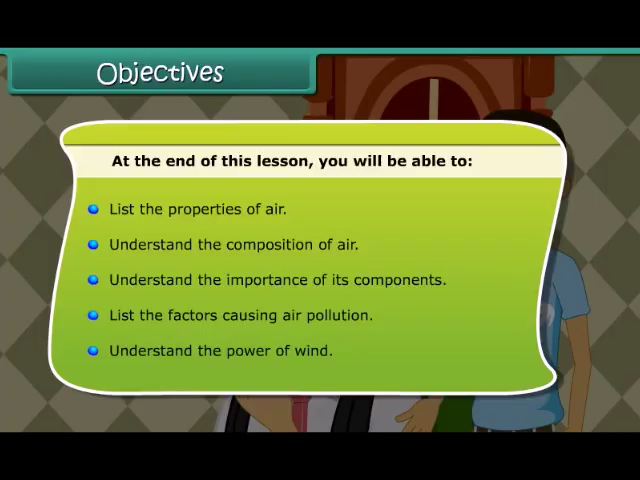 Objectives
At the end of this lesson, you will be able to:
List the properties of air.
Understand the composition of air.
Understand the importance of its components.
List the factors causing air pollution.
Understand the power of wind.